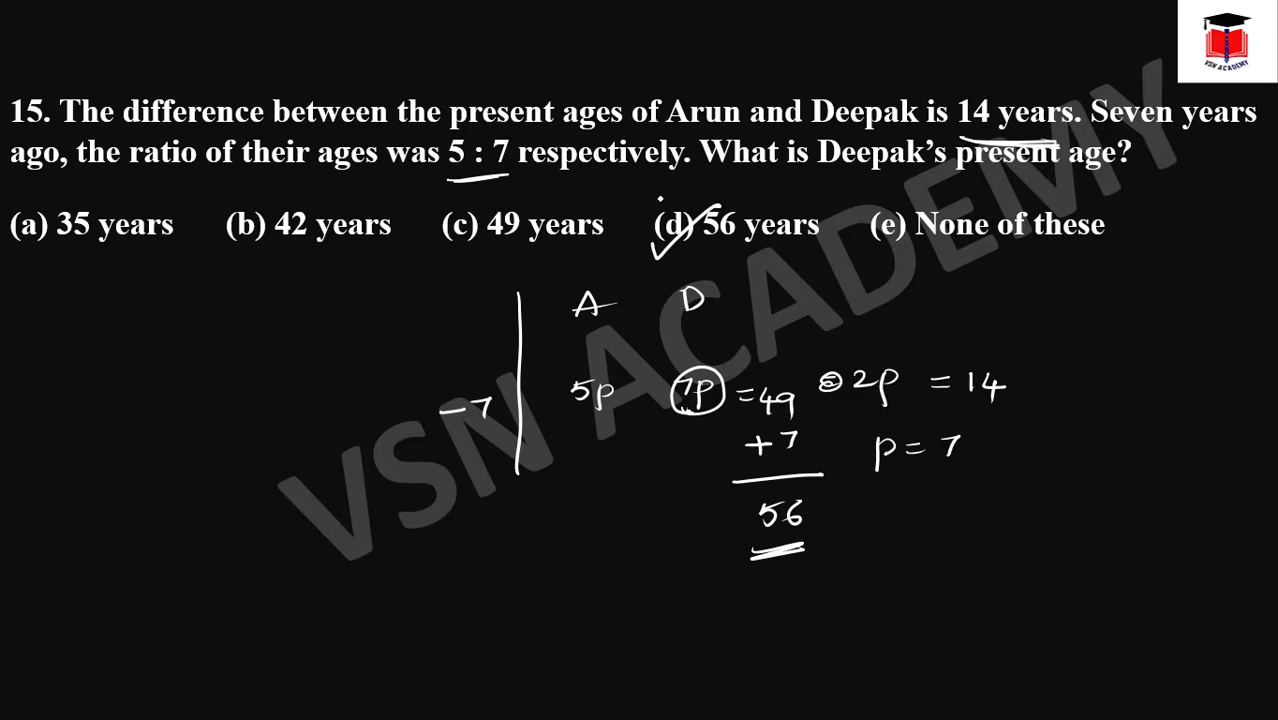 VSN ACADEMY
15. The difference between the present ages of Arun and Deepak is 14 years. Seven years
ago, the ratio of their ages was 5 : 7 respectively. What is Deepak’s present age?
(a) 35 years (b) 42 years (c) 49 years (d) 56 years (e) None of these
A D
-7 5p 7p = 49 2p = 14
+7 p = 7
56
VSN ACADEMY